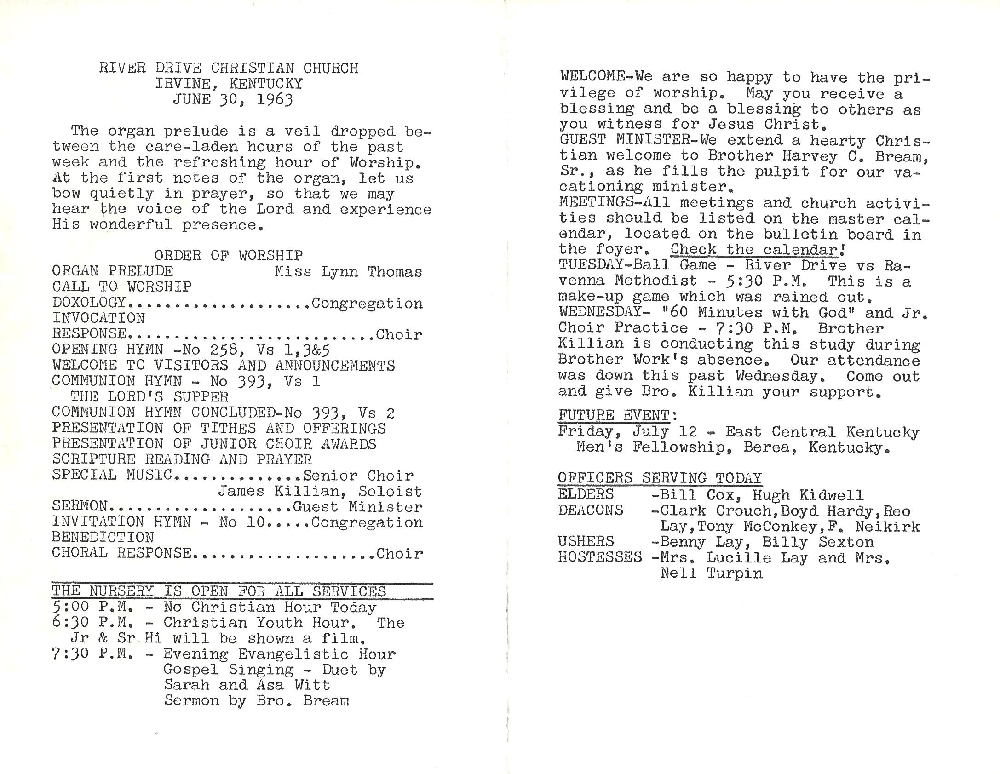 RIVER DRIVE CHRISTIAN CHURCH
IRVINE, KENTUCKY
JUNE 30, 1963
The organ prelude is a veil dropped be-
tween the care-laden hours of the past
week and the refreshing hour of Worship.
At the first notes of the organ, let us
bow quietly in prayer, so that we may
hear the voice of the Lord and experience
His wonderful presence.
ORDER OF WORSHIP
ORGAN PRELUDE Miss Lynn Thomas
CALL TO WORSHIP
DOXOLOGY....................Congregation
INVOCATION
RESPONSE...........................Choir
OPENING HYMN -No 258, Vs 1,3&5
WELCOME TO VISITORS AND ANNOUNCEMENTS
COMMUNION HYMN - No 393, Vs 1
THE LORD'S SUPPER
COMMUNION HYMN CONCLUDED-No 393, Vs 2
PRESENTATION OF TITHES AND OFFERINGS
PRESENTATION OF JUNIOR CHOIR AWARDS
SCRIPTURE READING AND PRAYER
SPECIAL MUSIC..............Senior Choir
James Killian, Soloist
SERMON....................Guest Minister
INVITATION HYMN - No 10.....Congregation
BENEDICTION
CHORAL RESPONSE....................Choir
THE NURSERY IS OPEN FOR ALL SERVICES
5:00 P.M. - No Christian Hour Today
6:30 P.M. - Christian Youth Hour. The
Jr & Sr Hi will be shown a film.
7:30 P.M. - Evening Evangelistic Hour
Gospel Singing - Duet by
Sarah and Asa Witt
Sermon by Bro. Bream
WELCOME-We are so happy to have the pri-
vilege of worship. May you receive a
blessing and be a blessing to others as
you witness for Jesus Christ.
GUEST MINISTER-We extend a hearty Chris-
tian welcome to Brother Harvey C. Bream,
Sr., as he fills the pulpit for our va-
cationing minister.
MEETINGS-All meetings and church activi-
ties should be listed on the master cal-
endar, located on the bulletin board in
the foyer. Check the calendar!
TUESDAY-Ball Game - River Drive vs Ra-
venna Methodist - 5:30 P.M. This is a
make-up game which was rained out.
WEDNESDAY- "60 Minutes with God" and Jr.
Choir Practice - 7:30 P.M. Brother
Killian is conducting this study during
Brother Work's absence. Our attendance
was down this past Wednesday. Come out
and give Bro. Killian your support.
FUTURE EVENT:
Friday, July 12 - East Central Kentucky
Men's Fellowship, Berea, Kentucky.
OFFICERS SERVING TODAY
ELDERS -Bill Cox, Hugh Kidwell
DEACONS -Clark Crouch,Boyd Hardy,Reo
Lay,Tony McConkey,F. Neikirk
USHERS -Benny Lay, Billy Sexton
HOSTESSES -Mrs. Lucille Lay and Mrs.
Nell Turpin